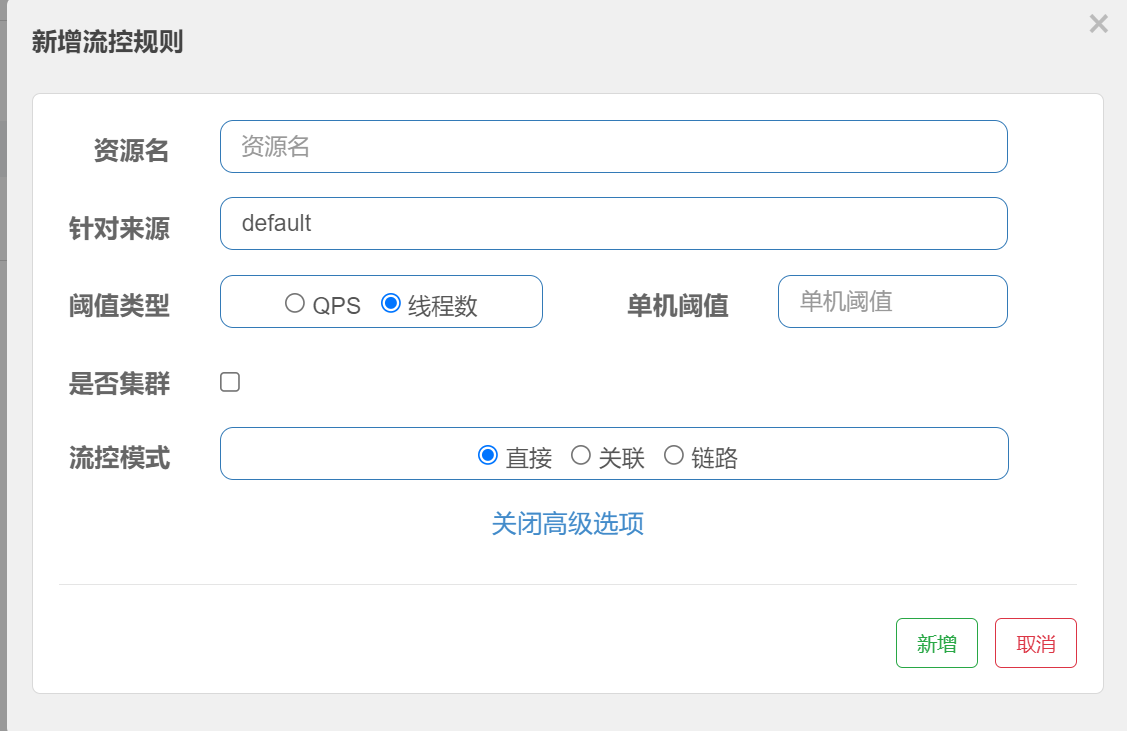 新增流控规则
×
资源名 资源名
针对来源 default
阈值类型 QPS 线程数 单机阈值 单机阈值
是否集群
流控模式 直接 关联 链路
关闭高级选项
新增 取消